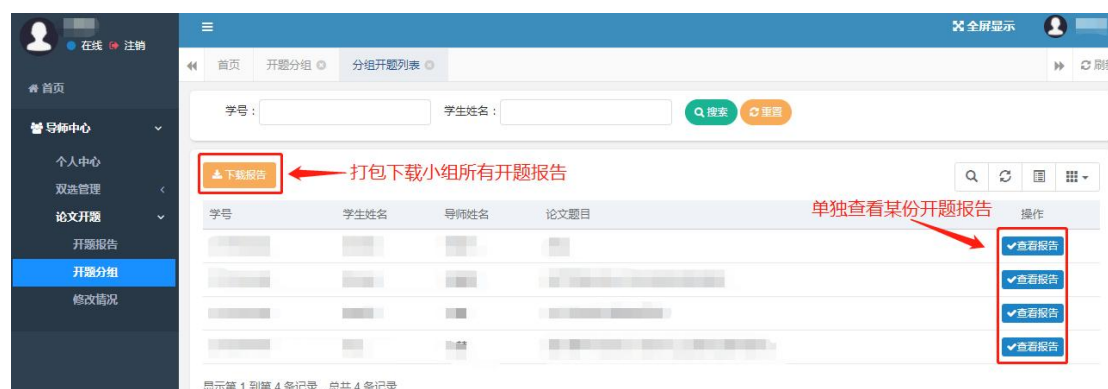 全屏显示
在线 注销
首页 开题分组 分组开题列表 刷新
首页
学号： 学生姓名： 搜索 重置
导师中心
个人中心
下载报告 打包下载小组所有开题报告
双选管理
论文开题
单独查看某份开题报告
学号 学生姓名 导师姓名 论文题目 操作
开题报告
查看报告
开题分组
查看报告
修改情况
查看报告
查看报告
显示第 1 到第 4 条记录，总共 4 条记录